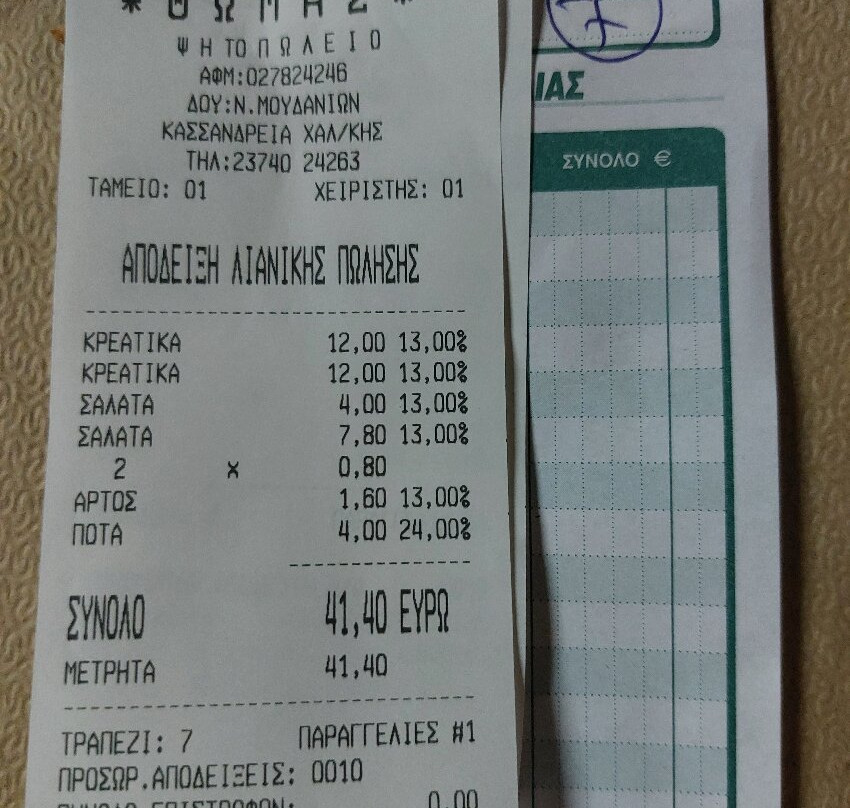 * Θ Ω Μ Η Σ *
ΨΗΤΟΠΩΛΕΙΟ
ΑΦΜ:027824246
ΔΟΥ:Ν.ΜΟΥΔΑΝΙΩΝ
ΚΑΣΣΑΝΔΡΕΙΑ ΧΑΛ/ΚΗΣ
ΤΗΛ:23740 24263
ΤΑΜΕΙΟ: 01 ΧΕΙΡΙΣΤΗΣ: 01
ΑΠΟΔΕΙΞΗ ΛΙΑΝΙΚΗΣ ΠΩΛΗΣΗΣ
ΚΡΕΑΤΙΚΑ 12,00 13,00%
ΚΡΕΑΤΙΚΑ 12,00 13,00%
ΣΑΛΑΤΑ 4,00 13,00%
ΣΑΛΑΤΑ 7,80 13,00%
2 x 0,80
ΑΡΤΟΣ 1,60 13,00%
ΠΟΤΑ 4,00 24,00%
ΣΥΝΟΛΟ 41,40 ΕΥΡΩ
ΜΕΤΡΗΤΑ 41,40
ΤΡΑΠΕΖΙ: 7 ΠΑΡΑΓΓΕΛΙΕΣ #1
ΠΡΟΣΩΡ.ΑΠΟΔΕΙΞΕΙΣ: 0010
ΣΥΝΟΛΟ ΕΠΙΣΤΡΟΦΩΝ: 0,00
7
ΙΑΣ
ΣΥΝΟΛΟ €